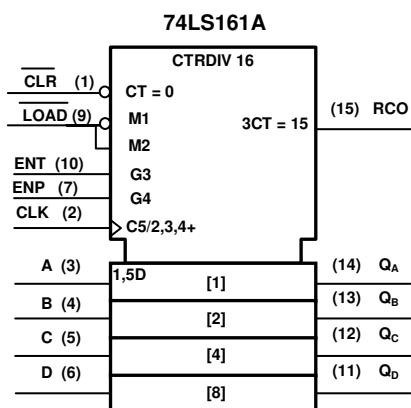 74LS161A
CTRDIV 16
CLR (1)
CT = 0
LOAD (9)
M1
M2
3CT = 15
(15) RCO
ENT (10)
G3
ENP (7)
G4
CLK (2)
C5/2,3,4+
A (3)
1,5D
[1]
(14) QA
B (4)
[2]
(13) QB
C (5)
[4]
(12) QC
D (6)
[8]
(11) QD